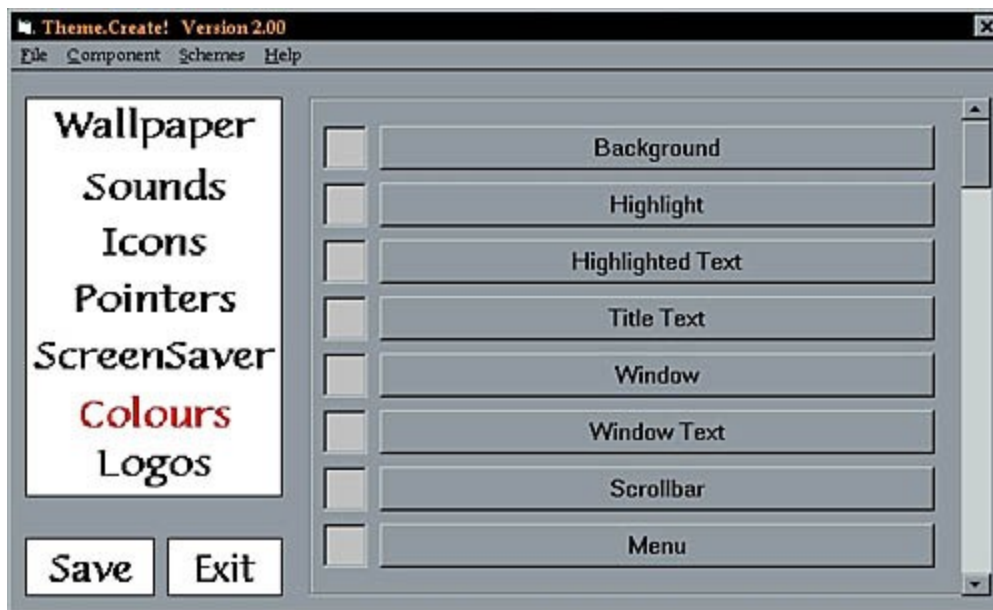 Theme.Create! Version 2.00
File Component Schemes Help
Wallpaper
Sounds
Icons
Pointers
ScreenSaver
Colours
Logos
Save Exit
Background
Highlight
Highlighted Text
Title Text
Window
Window Text
Scrollbar
Menu